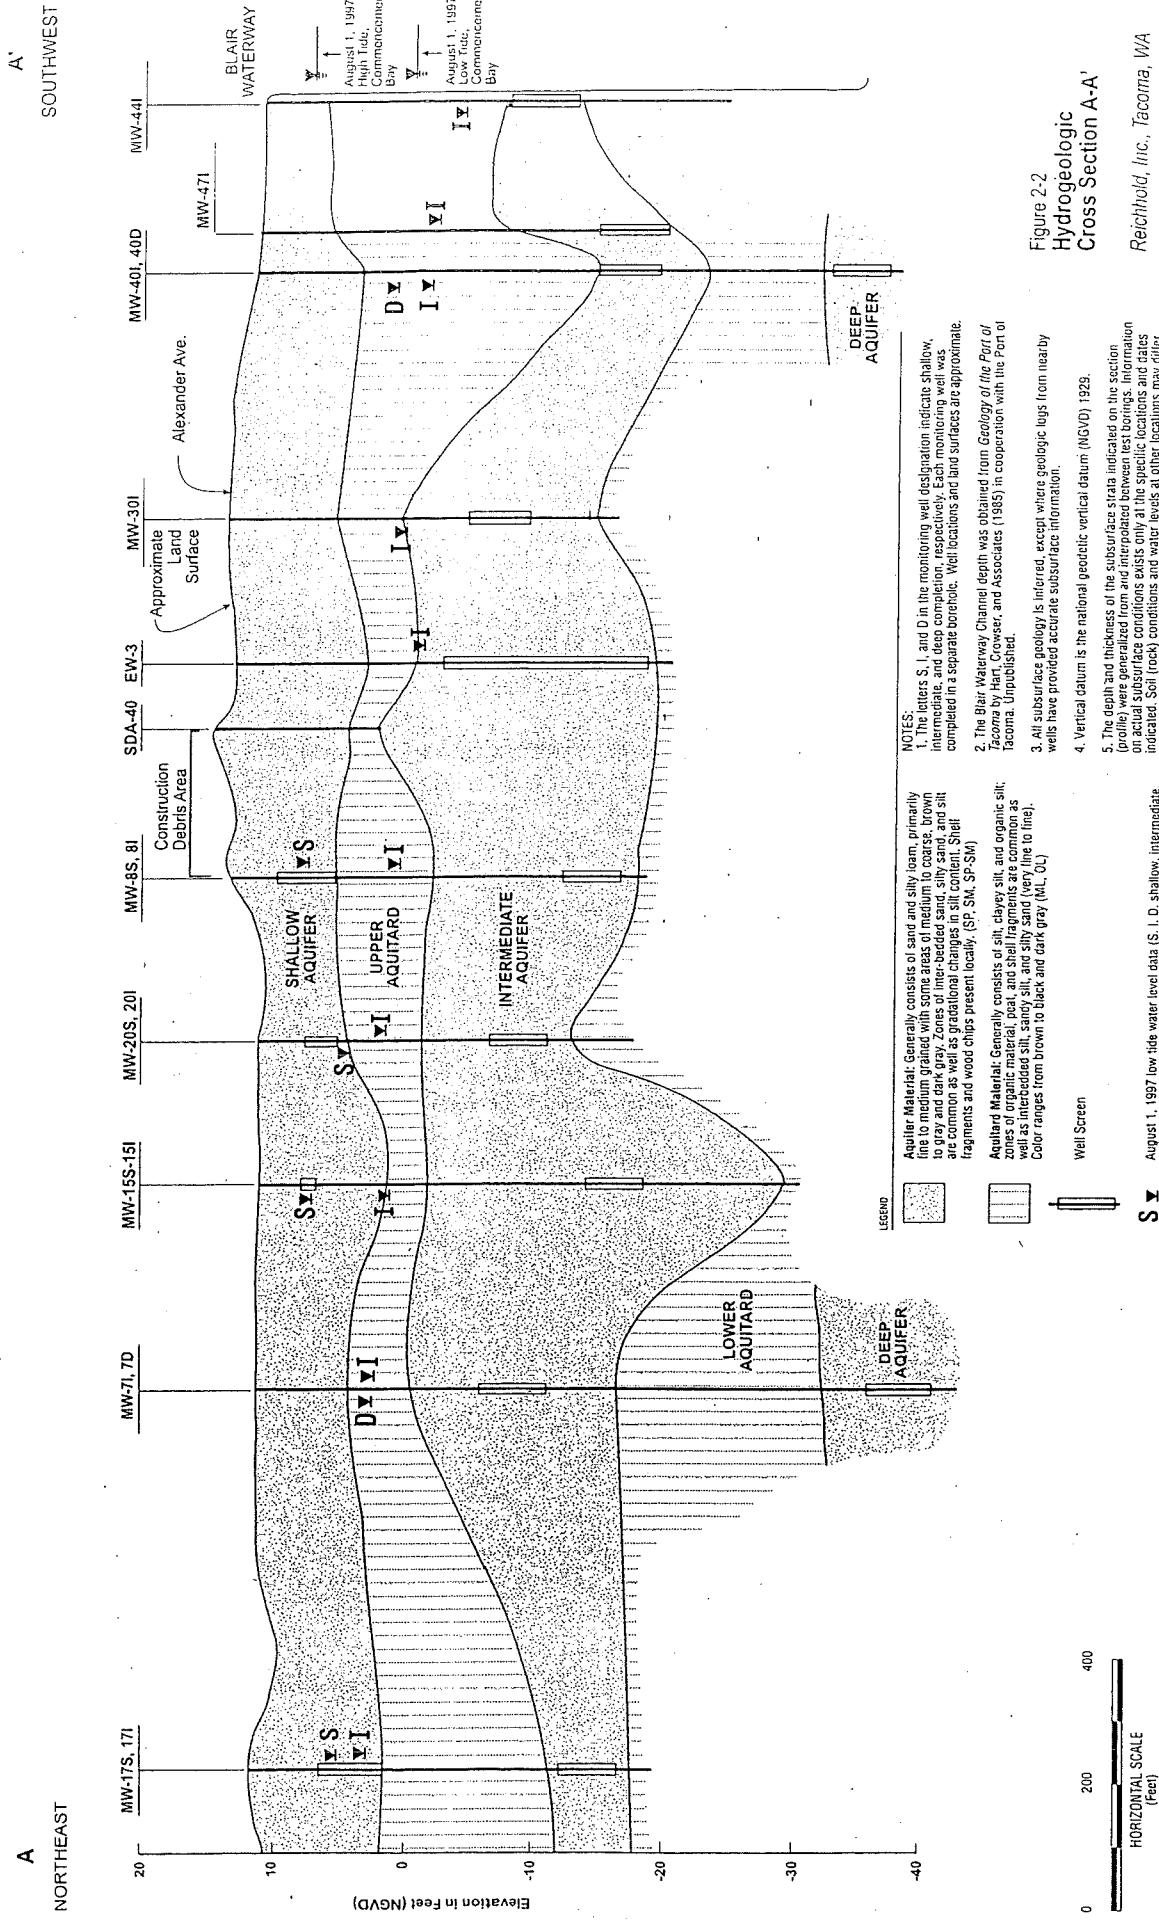 A
NORTHEAST
A'
SOUTHWEST
MW-17S, 17I
MW-7I, 7D
MW-15S-15I
MW-20S, 20I
MW-8S, 8I
Construction
Debris Area
SDA-40
EW-3
Approximate
Land
Surface
MW-30I
Alexander Ave.
MW-40I, 40D
MW-47I
MW-44I
BLAIR
WATERWAY
August 1, 1997
High Tide,
Bay
August 1, 1997
Low Tide,
Bay
Elevation in Feet (NGVD)
20
10
0
-10
-20
-30
-40
S
I
D
I
S
I
S
I
S
I
I
I
D
I
I
I
SHALLOW
AQUIFER
UPPER
AQUITARD
INTERMEDIATE
AQUIFER
LOWER
AQUITARD
DEEP
AQUIFER
DEEP
AQUIFER
0 200 400
HORIZONTAL SCALE
(Feet)
LEGEND
Aquifer Material: Generally consists of sand and silty loam, primarily
fine to medium grained with some areas of medium to coarse, brown
to gray and dark gray. Zones of inter-bedded sand, silty sand, and silt
are common as well as gradational changes in silt content. Shell
fragments and wood chips present locally. (SP, SM, SP-SM)
Aquitard Material: Generally consists of silt, clayey silt, and organic silt;
zones of organic material, peat, and shell fragments are common as
well as interbedded silt, sandy silt, and silty sand (very fine to fine).
Color ranges from brown to black and dark gray (ML, OL)
Well Screen
S August 1, 1997 low tide water level data (S, I, D, shallow, intermediate
NOTES:
1. The letters S, I, and D in the monitoring well designation indicate shallow,
intermediate, and deep completion, respectively. Each monitoring well was
completed in a separate borehole. Well locations and land surfaces are approximate.
2. The Blair Waterway Channel depth was obtained from Geology of the Port of
Tacoma by Hart, Crowser, and Associates (1985) in cooperation with the Port of
Tacoma. Unpublished.
3. All subsurface geology is inferred, except where geologic logs from nearby
wells have provided accurate subsurface information.
4. Vertical datum is the national geodetic vertical datum (NGVD) 1929.
5. The depth and thickness of the subsurface strata indicated on the section
(profile) were generalized from and interpolated between test borings. Information
on actual subsurface conditions exists only at the specific locations and dates
indicated. Soil (rock) conditions and water levels at other locations may differ
Figure 2-2
Hydrogeologic
Cross Section A-A'
Reichhold, Inc., Tacoma, WA